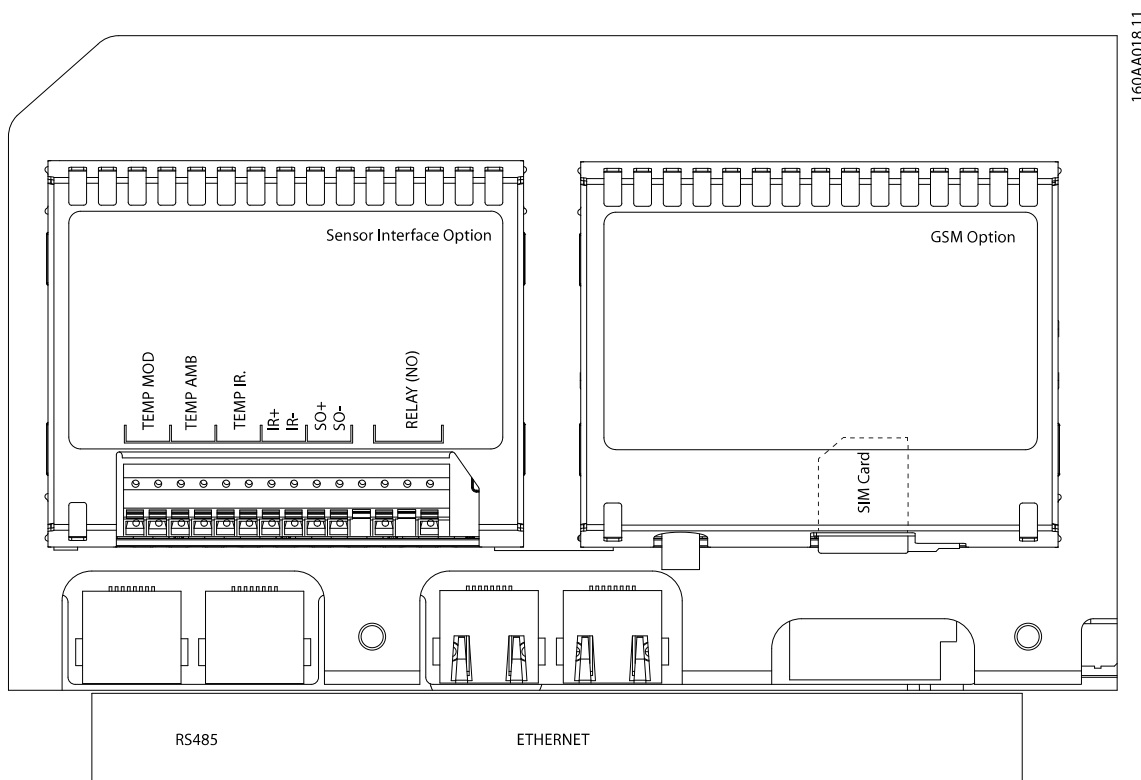 160AA018.11
Sensor Interface Option
GSM Option
TEMP MOD
TEMP AMB
TEMP IR.
IR+
IR-
SO+
SO-
RELAY (NO)
SIM Card
RS485
ETHERNET